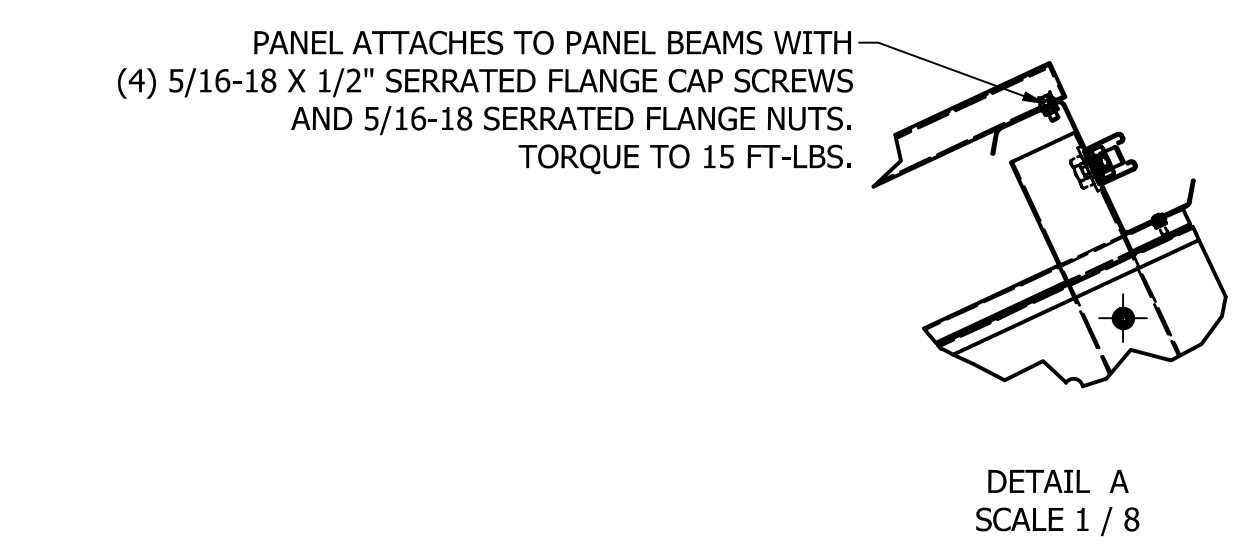 PANEL ATTACHES TO PANEL BEAMS WITH
(4) 5/16-18 X 1/2" SERRATED FLANGE CAP SCREWS
AND 5/16-18 SERRATED FLANGE NUTS.
TORQUE TO 15 FT-LBS.
DETAIL A
SCALE 1 / 8